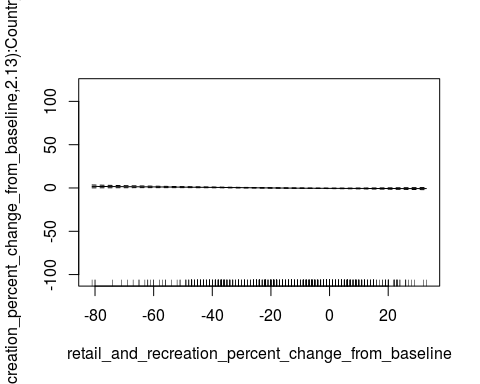 creation_percent_change_from_baseline,2.13):Countr
100
50
0
-50
-100
-80 -60 -40 -20 0 20
retail_and_recreation_percent_change_from_baseline